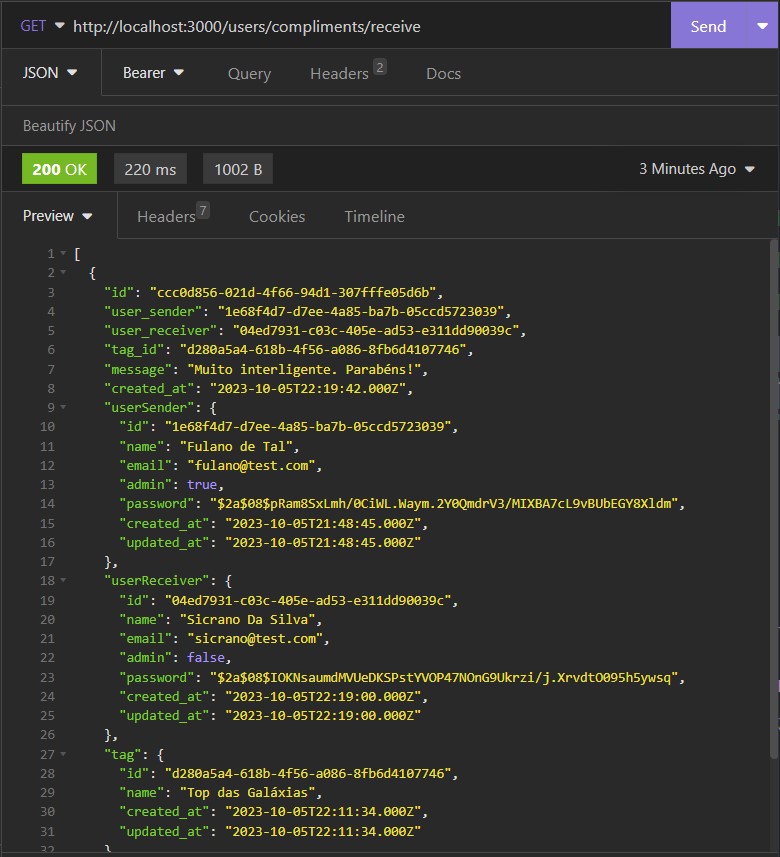 GET http://localhost:3000/users/compliments/receive Send
JSON Bearer Query Headers 2 Docs
Beautify JSON
200 OK 220 ms 1002 B 3 Minutes Ago
Preview Headers 7 Cookies Timeline
1 [
2 {
3 "id": "ccc0d856-021d-4f66-94d1-307fffe05d6b",
4 "user_sender": "1e68f4d7-d7ee-4a85-ba7b-05ccd5723039",
5 "user_receiver": "04ed7931-c03c-405e-ad53-e311dd90039c",
6 "tag_id": "d280a5a4-618b-4f56-a086-8fb6d4107746",
7 "message": "Muito interligente. Parabéns!",
8 "created_at": "2023-10-05T22:19:42.000Z",
9 "userSender": {
10 "id": "1e68f4d7-d7ee-4a85-ba7b-05ccd5723039",
11 "name": "Fulano de Tal",
12 "email": "fulano@test.com",
13 "admin": true,
14 "password": "$2a$08$pRam8SxLmh/0CiWL.Waym.2Y0QmdrV3/MIXBA7cL9vBUbEGY8Xldm",
15 "created_at": "2023-10-05T21:48:45.000Z",
16 "updated_at": "2023-10-05T21:48:45.000Z"
17 },
18 "userReceiver": {
19 "id": "04ed7931-c03c-405e-ad53-e311dd90039c",
20 "name": "Sicrano Da Silva",
21 "email": "sicrano@test.com",
22 "admin": false,
23 "password": "$2a$08$IOKNsaumdMVUeDKSPstYVOP47NOnG9Ukrzi/j.XrvdtO095h5ywsq",
24 "created_at": "2023-10-05T22:19:00.000Z",
25 "updated_at": "2023-10-05T22:19:00.000Z"
26 },
27 "tag": {
28 "id": "d280a5a4-618b-4f56-a086-8fb6d4107746",
29 "name": "Top das Galáxias",
30 "created_at": "2023-10-05T22:11:34.000Z",
31 "updated_at": "2023-10-05T22:11:34.000Z"
32 }